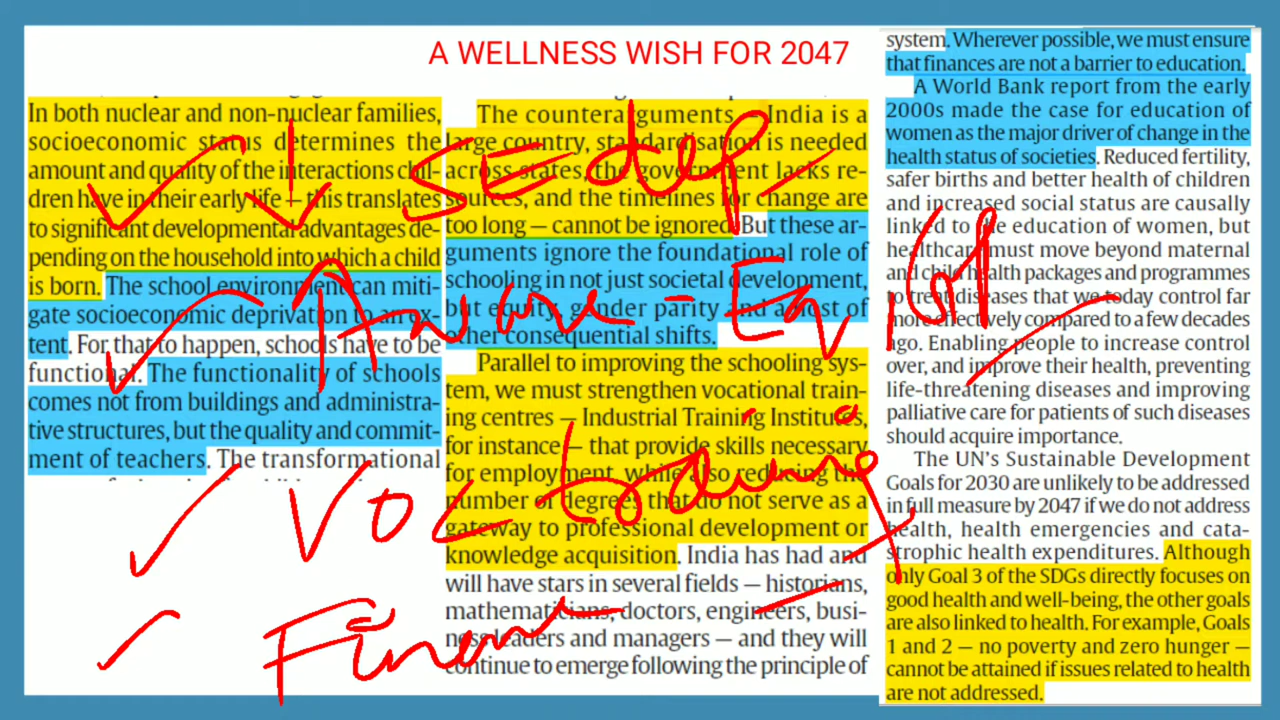 A WELLNESS WISH FOR 2047
In both nuclear and non-nuclear families,
socioeconomic status determines the
amount and quality of the interactions chil-
dren have in their early life — this translates
to significant developmental advantages de-
pending on the household into which a child
is born. The school environment can miti-
gate socioeconomic deprivation to an ex-
tent. For that to happen, schools have to be
functional. The functionality of schools
comes not from buildings and administra-
tive structures, but the quality and commit-
ment of teachers. The transformational
The counterarguments — India is a
large country, standardisation is needed
across states, the government lacks re-
sources, and the timelines for change are
too long — cannot be ignored. But these ar-
guments ignore the foundational role of
schooling in not just societal development,
but equity, gender parity and a host of
other consequential shifts.
Parallel to improving the schooling sys-
tem, we must strengthen vocational train-
ing centres — Industrial Training Institutes,
for instance — that provide skills necessary
for employment, while also reducing the
number of degrees that do not serve as a
gateway to professional development or
knowledge acquisition. India has had and
will have stars in several fields — historians,
mathematicians, doctors, engineers, busi-
ness leaders and managers — and they will
continue to emerge following the principle of
system. Wherever possible, we must ensure
that finances are not a barrier to education.
A World Bank report from the early
2000s made the case for education of
women as the major driver of change in the
health status of societies. Reduced fertility,
safer births and better health of children
and increased social status are causally
linked to the education of women, but
healthcare must move beyond maternal
and child health packages and programmes
to treat diseases that we today control far
more effectively compared to a few decades
ago. Enabling people to increase control
over, and improve their health, preventing
life-threatening diseases and improving
palliative care for patients of such diseases
should acquire importance.
The UN's Sustainable Development
Goals for 2030 are unlikely to be addressed
in full measure by 2047 if we do not address
health, health emergencies and cata-
strophic health expenditures. Although
only Goal 3 of the SDGs directly focuses on
good health and well-being, the other goals
are also linked to health. For example, Goals
1 and 2 — no poverty and zero hunger —
cannot be attained if issues related to health
are not addressed.
SE dep
Voc